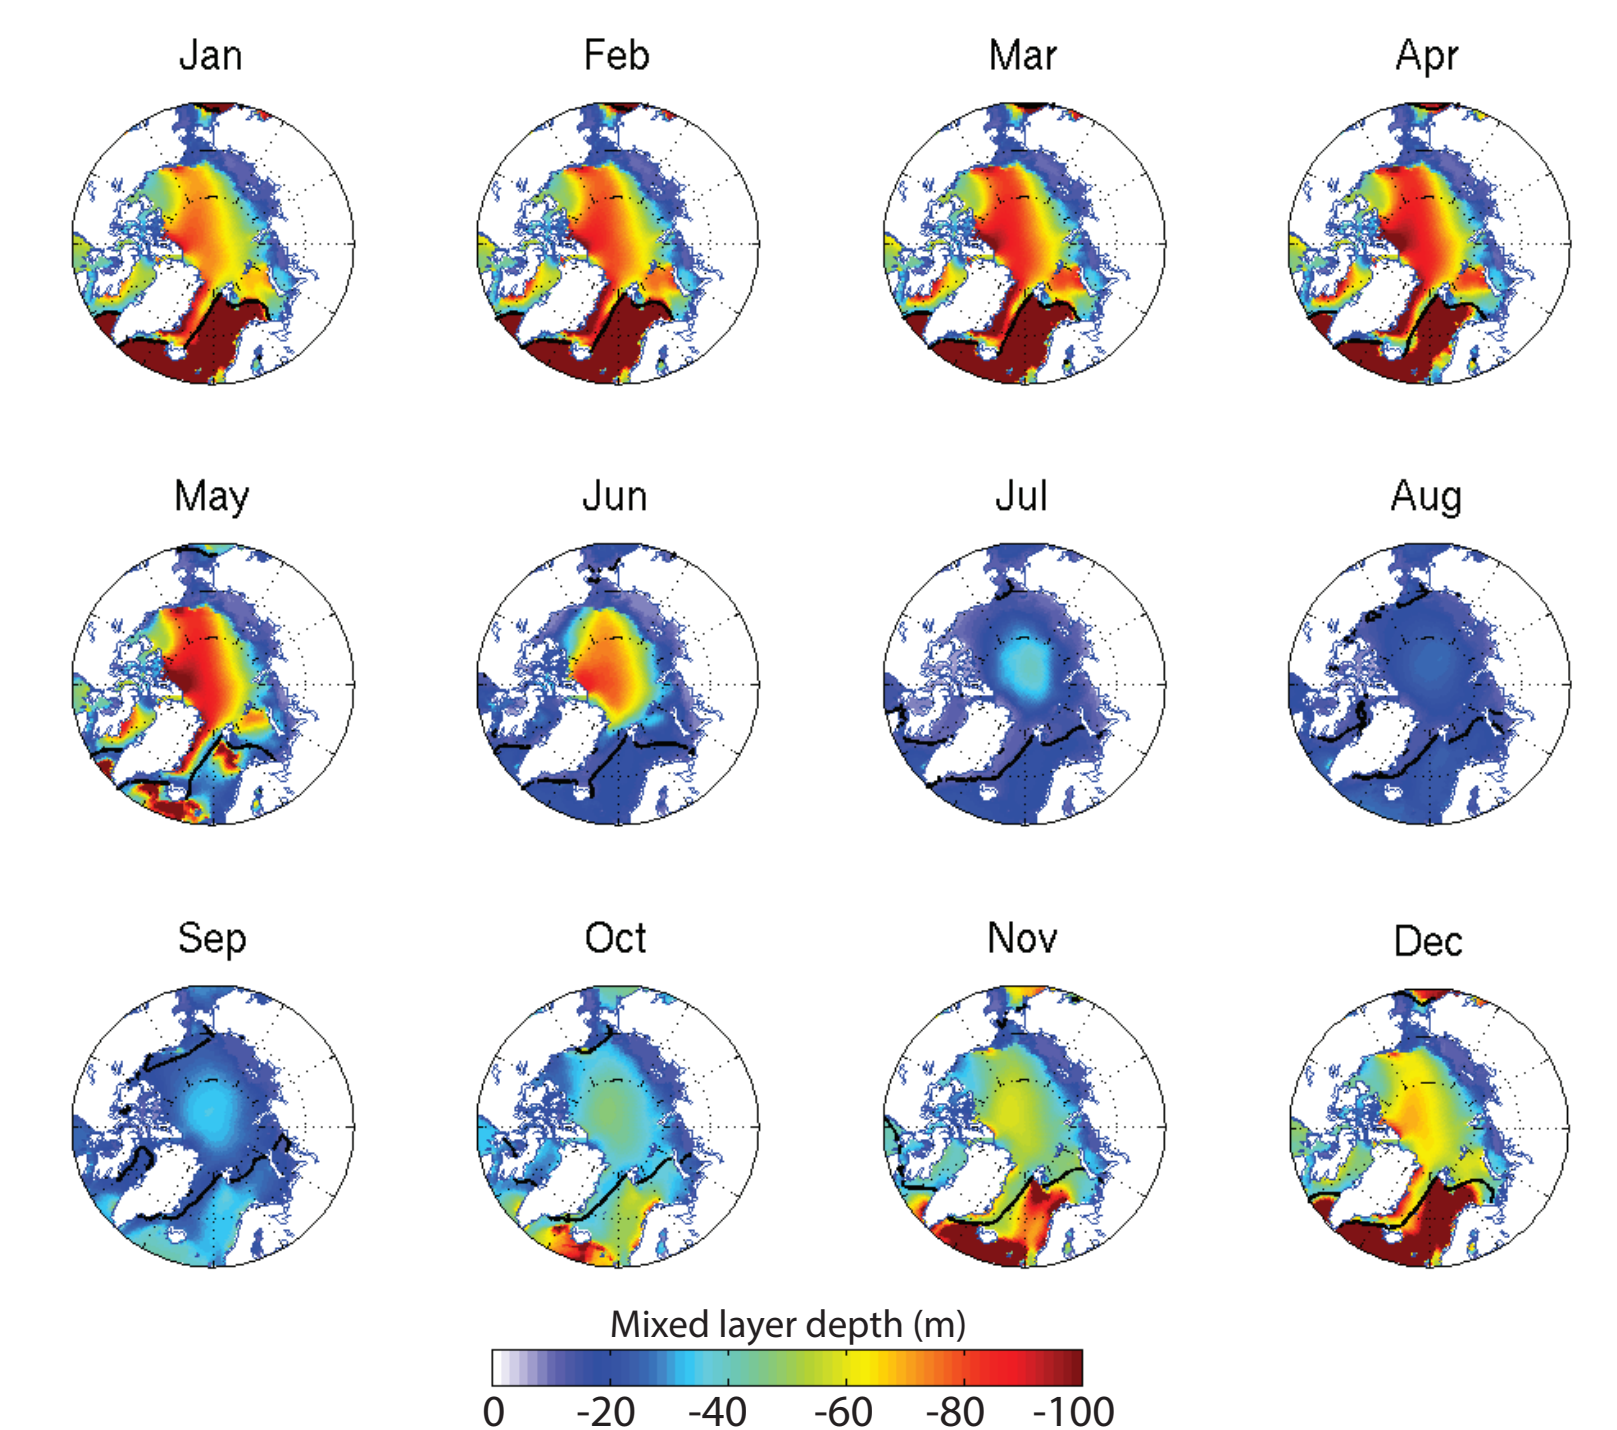 Jan Feb Mar Apr
May Jun Jul Aug
Sep Oct Nov Dec
Mixed layer depth (m)
0 -20 -40 -60 -80 -100